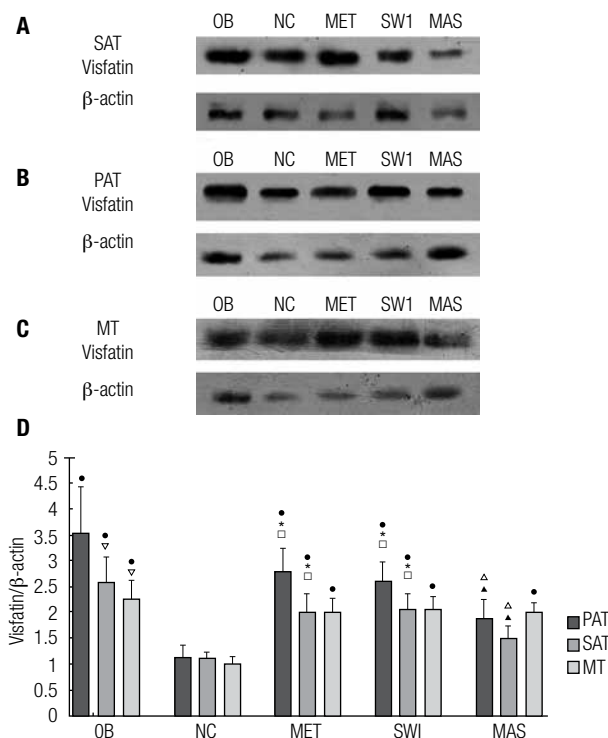 A
OB NC MET SW1 MAS
SAT
Visfatin
β-actin
B
OB NC MET SW1 MAS
PAT
Visfatin
β-actin
C
OB NC MET SW1 MAS
MT
Visfatin
β-actin
D
Visfatin/β-actin
5
4.5
4
3.5
3
2.5
2
1.5
1
0.5
0
OB NC MET SWI MAS
PAT
SAT
MT